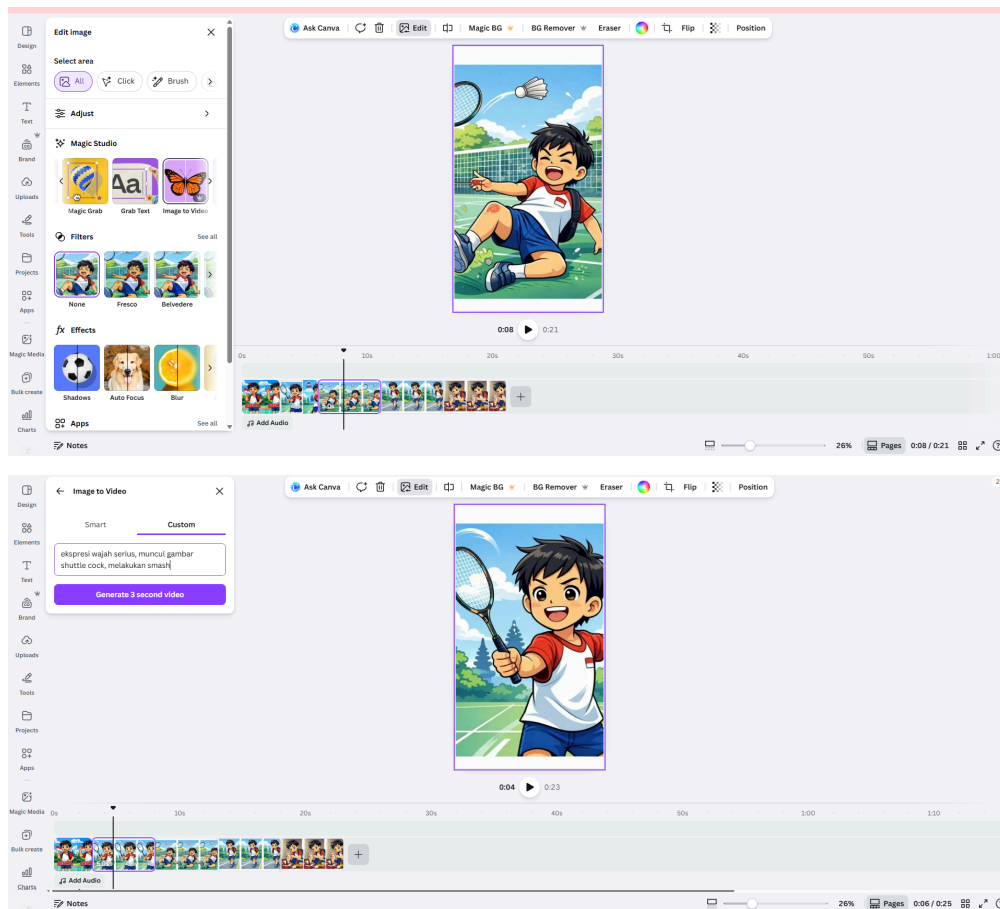 Design
Elements
Text
Brand
Uploads
Tools
Projects
Apps
Magic Media
Bulk create
Charts
Edit image
Select area
All
Click
Brush
Adjust
Magic Studio
Aa
Magic Grab
Grab Text
Image to Video
Filters
See all
None
Fresco
Belvedere
fx Effects
Shadows
Auto Focus
Blur
Apps
See all
Ask Canva
Edit
Magic BG
BG Remover
Eraser
Flip
Position
0:08
0:21
0s 10s 20s 30s 40s 50s 1:00
Add Audio
Notes
26%
Pages
0:08 / 0:21
Design
Elements
Text
Brand
Uploads
Tools
Projects
Apps
Magic Media
Bulk create
Charts
Image to Video
Smart
Custom
ekspresi wajah serius, muncul gambar
shuttle cock, melakukan smash
Generate 3 second video
Ask Canva
Edit
Magic BG
BG Remover
Eraser
Flip
Position
2
0:04
0:23
0s 10s 20s 30s 40s 50s 1:00 1:10
Add Audio
Notes
26%
Pages
0:06 / 0:25